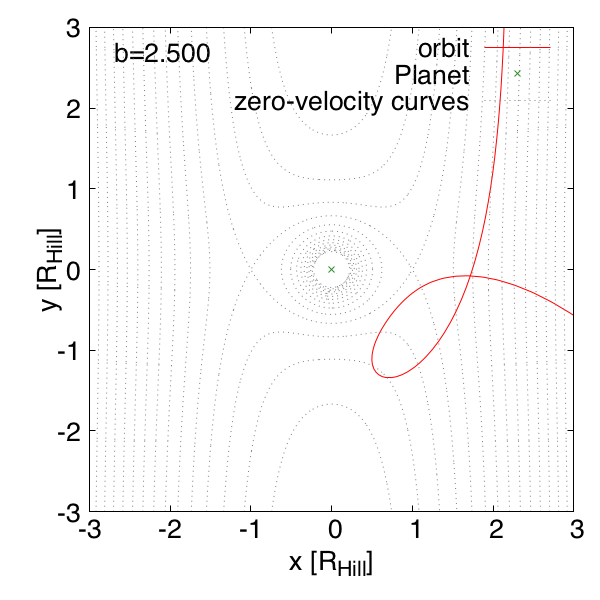 3
b=2.500
orbit
Planet
2
zero-velocity curves
1
y [R_Hill]
0
-1
-2
-3
-3 -2 -1 0 1 2 3
x [R_Hill]